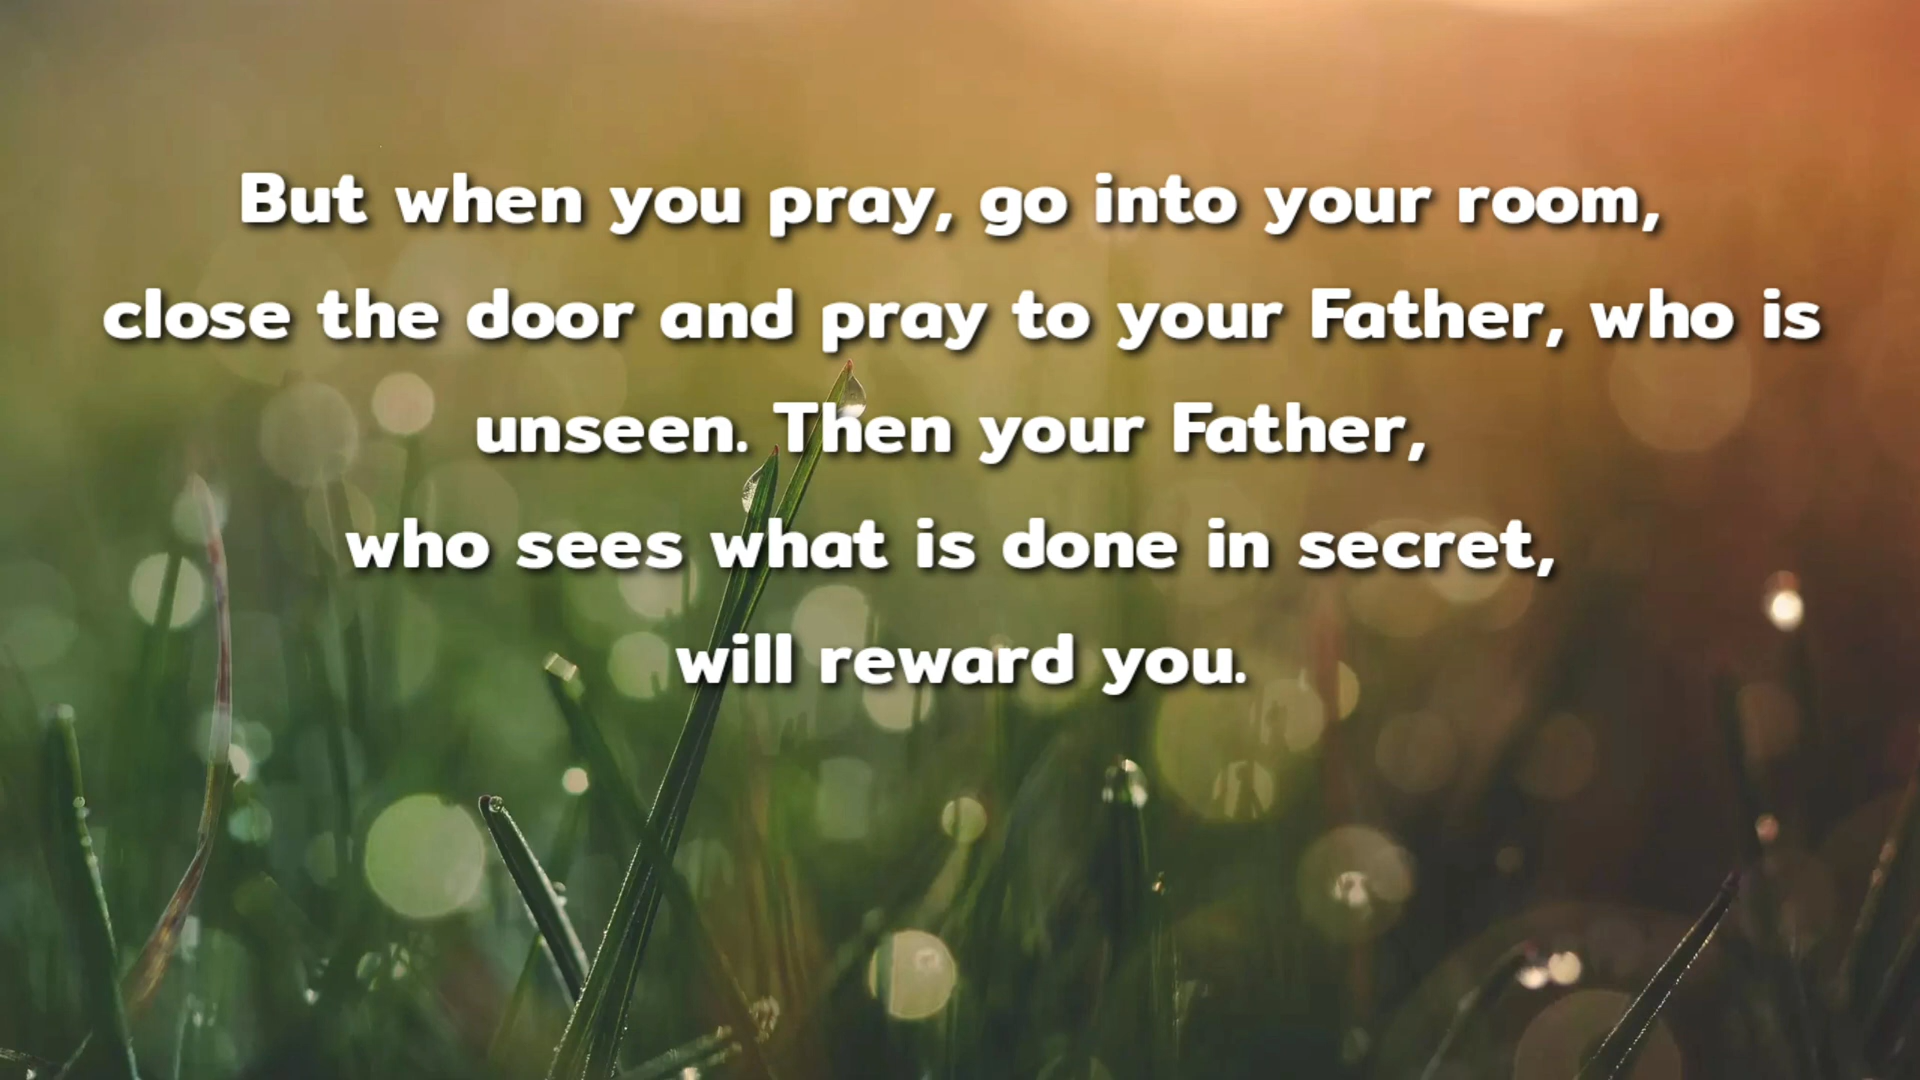 But when you pray, go into your room,
close the door and pray to your Father, who is
unseen. Then your Father,
who sees what is done in secret,
will reward you.